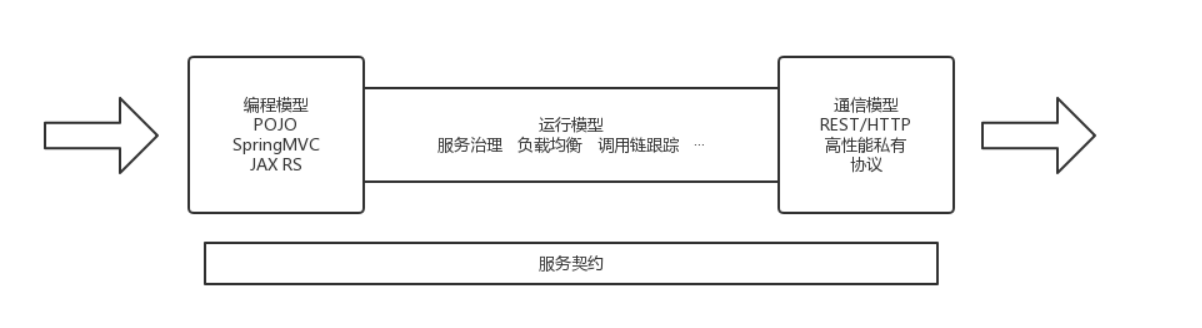 编程模型
POJO
SpringMVC
JAX RS
运行模型
服务治理 负载均衡 调用链跟踪 ...
通信模型
REST/HTTP
高性能私有
协议
服务契约